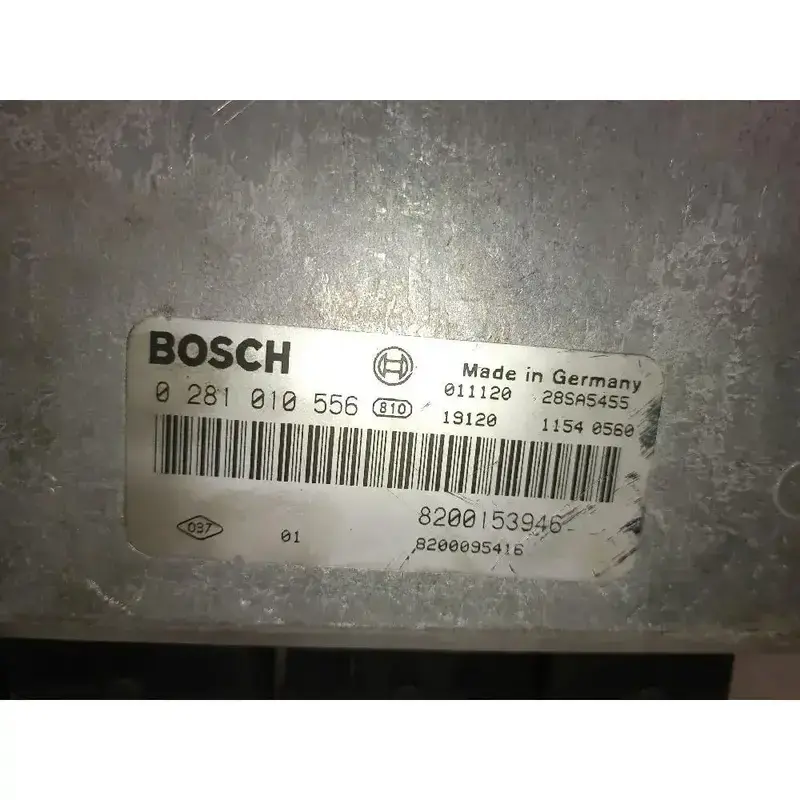 BOSCH
Made in Germany
0 281 010 556 810
011120 28SA5455
19120 1154 0560
8200153946
037 01
8200095416